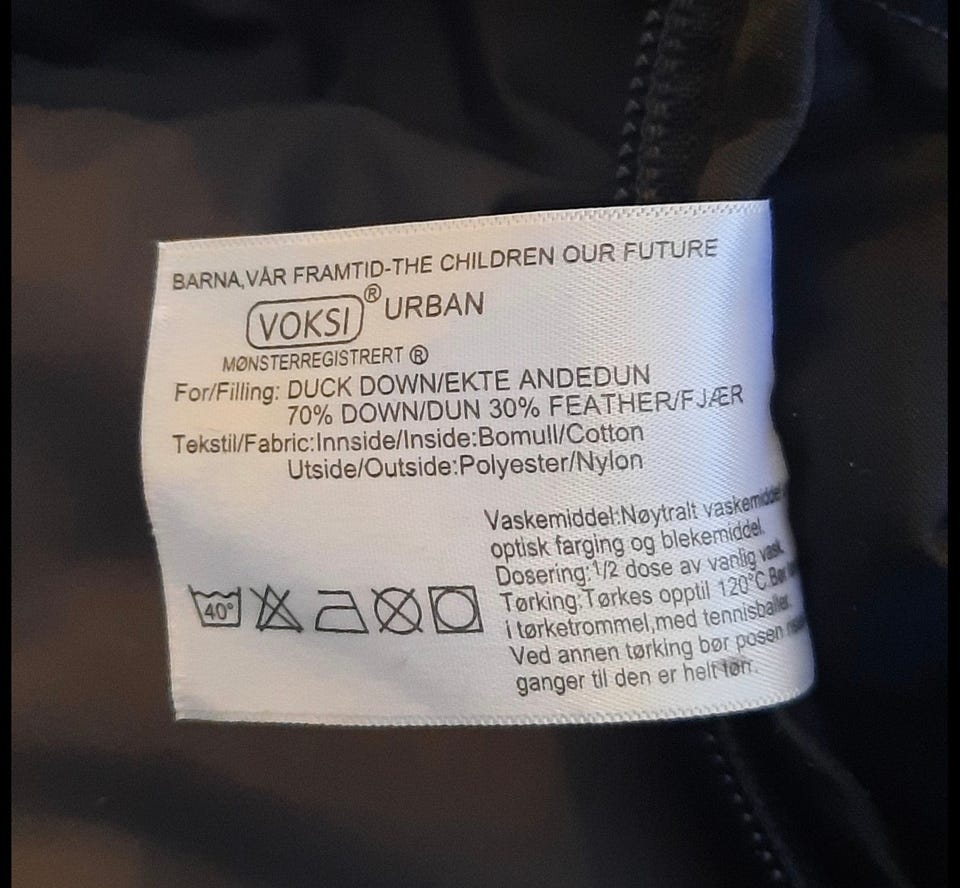 BARNA,VÅR FRAMTID-THE CHILDREN OUR FUTURE
VOKSI® URBAN
MØNSTERREGISTRERT ®
For/Filling: DUCK DOWN/EKTE ANDEDUN
70% DOWN/DUN 30% FEATHER/FJÆR
Tekstil/Fabric:Innside/Inside:Bomull/Cotton
Utside/Outside:Polyester/Nylon
Vaskemiddel:Nøytralt vaskemiddel
optisk farging og blekemiddel.
Dosering:1/2 dose av vanlig vask.
Tørking:Tørkes opptil 120°C.Bør
i tørketrommel,med tennisballer.
Ved annen tørking bør posen
ganger til den er helt tørr.
40°